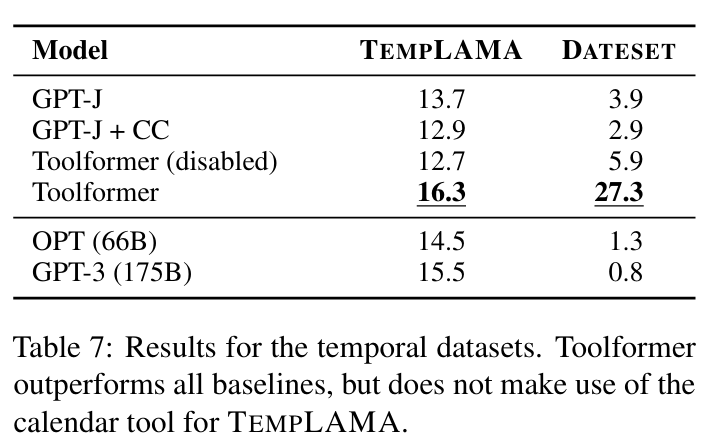 Model TEMPLAMA DATESET
GPT-J 13.7 3.9
GPT-J + CC 12.9 2.9
Toolformer (disabled) 12.7 5.9
Toolformer 16.3 27.3
OPT (66B) 14.5 1.3
GPT-3 (175B) 15.5 0.8
Table 7: Results for the temporal datasets. Toolformer
outperforms all baselines, but does not make use of the
calendar tool for TEMPLAMA.